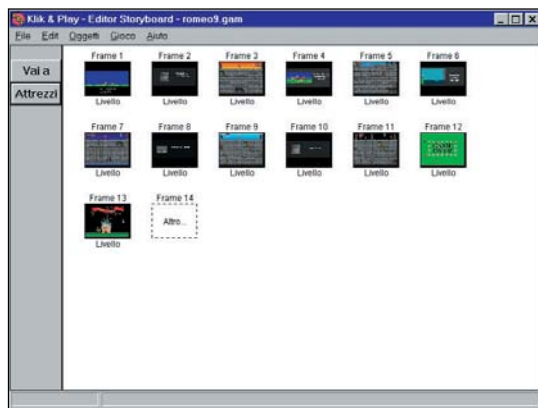 Klik & Play - Editor Storyboard - romeo9.gam
File Edit Oggetti Gioco Aiuto
Vai a
Attrezzi
Frame 1 Frame 2 Frame 3 Frame 4 Frame 5 Frame 6
Livello Livello Livello Livello Livello Livello
Frame 7 Frame 8 Frame 9 Frame 10 Frame 11 Frame 12
GAME OVER
Livello Livello Livello Livello Livello Livello
Frame 13 Frame 14
Altro...
Livello